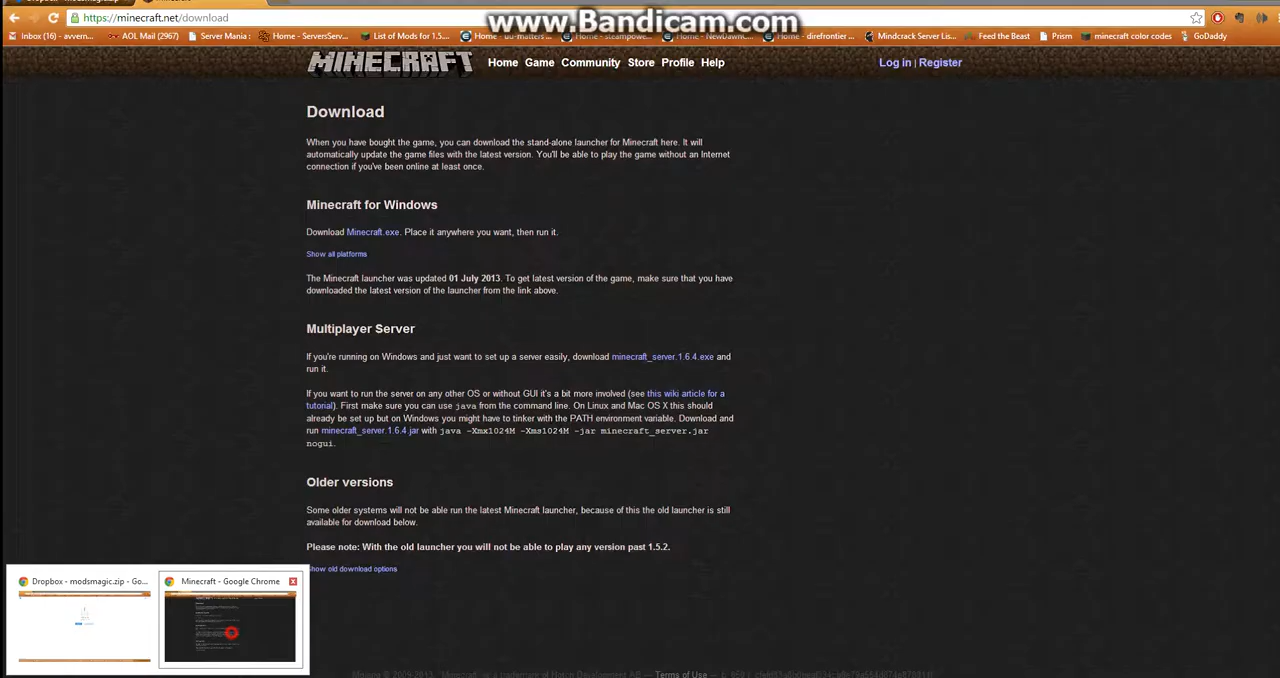 Minecraft
https://minecraft.net/download
www.Bandicam.com
Inbox (16) - avvern...
AOL Mail (2967)
Server Mania :
Home - ServersServ...
List of Mods for 1.5....
Home - steampowe...
Home - NewDawnC...
Home - direfrontier ...
Mindcrack Server Lis...
Feed the Beast
Prism
minecraft color codes
GoDaddy
MINECRAFT
Home Game Community Store Profile Help
Log in | Register
Download
When you have bought the game, you can download the stand-alone launcher for Minecraft here. It will
automatically update the game files with the latest version. You'll be able to play the game without an Internet
connection if you've been online at least once.
Minecraft for Windows
Download Minecraft.exe. Place it anywhere you want, then run it.
Show all platforms
The Minecraft launcher was updated 01 July 2013. To get latest version of the game, make sure that you have
downloaded the latest version of the launcher from the link above.
Multiplayer Server
If you're running on Windows and just want to set up a server easily, download minecraft_server.1.6.4.exe and
run it.
If you want to run the server on any other OS or without GUI it's a bit more involved (see this wiki article for a
tutorial). First make sure you can use java from the command line. On Linux and Mac OS X this should
already be set up but on Windows you might have to tinker with the PATH environment variable. Download and
run minecraft_server.1.6.4.jar with java -Xmx1024M -Xms1024M -jar minecraft_server.jar
nogui.
Older versions
Some older systems will not be able run the latest Minecraft launcher, because of this the old launcher is still
available for download below.
Please note: With the old launcher you will not be able to play any version past 1.5.2.
Show old download options
Dropbox - modsmagic.zip - Go...
Minecraft - Google Chrome
Terms of Use